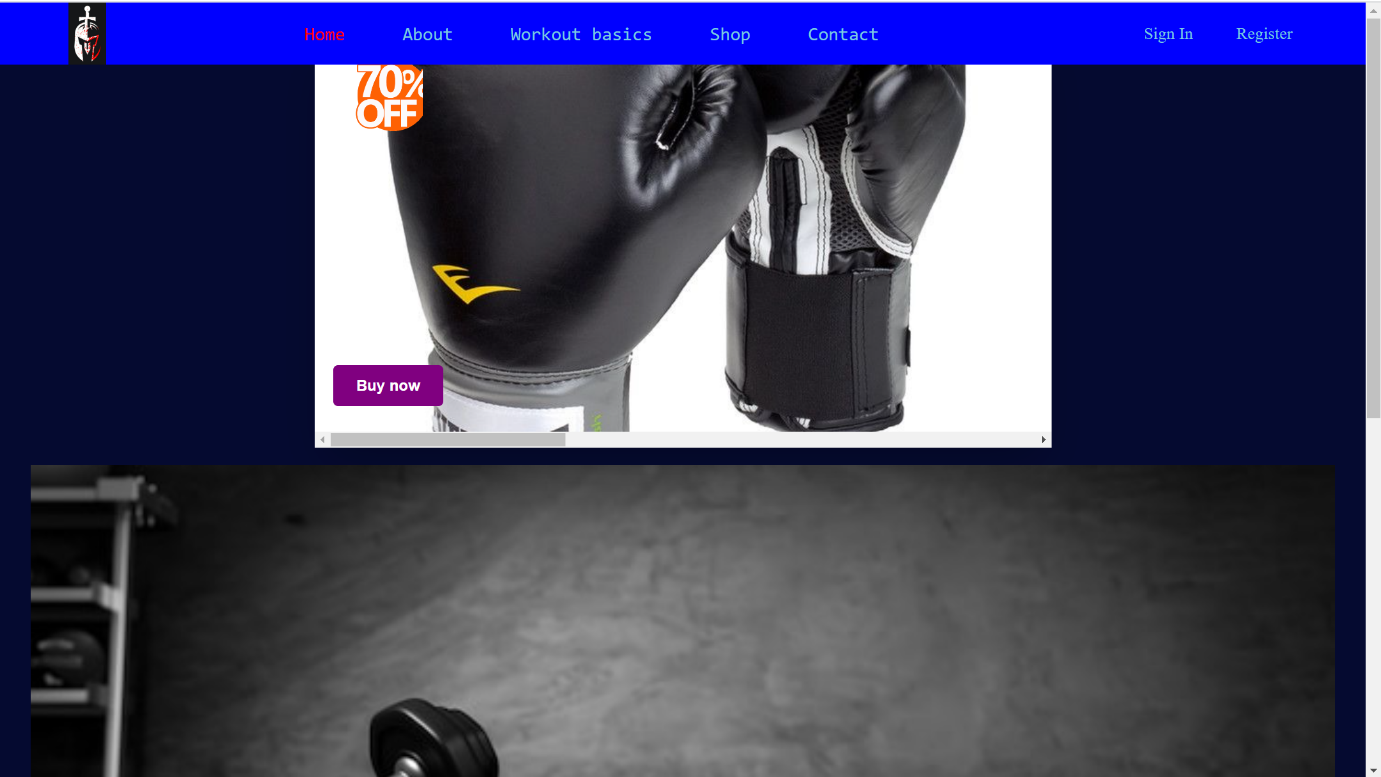 Home About Workout basics Shop Contact Sign In Register
70%
OFF
Buy now